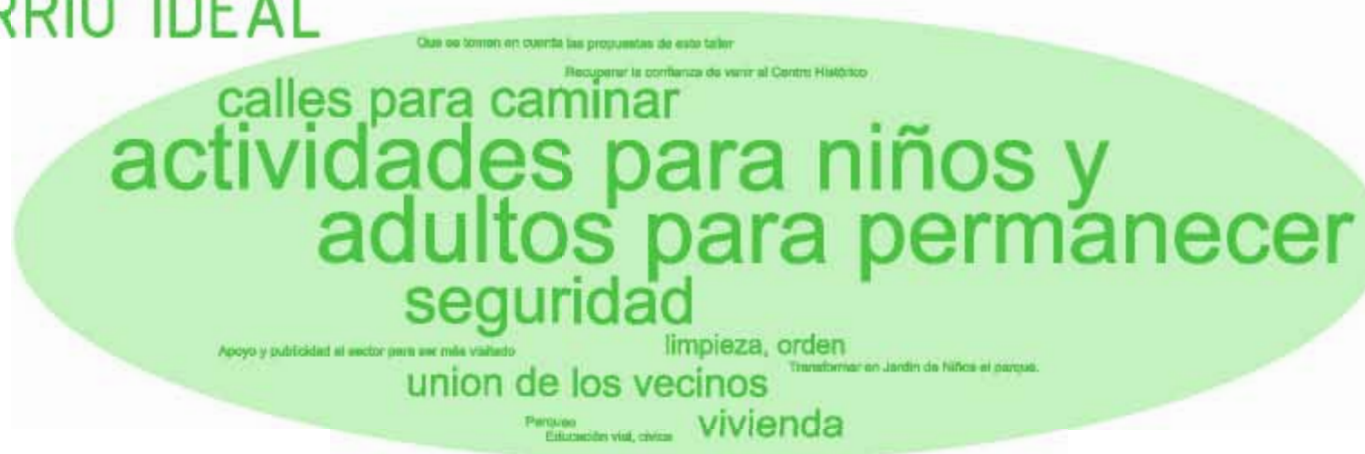 RRIO IDEAL
Que se tomen en cuenta las propuestas de este taller
Recuperar la confianza de venir al Centro Histórico
calles para caminar
actividades para niños y
adultos para permanecer
seguridad
limpieza, orden
Apoyo y publicidad al sector para ser más visitado
Transformar en Jardin de Niños el parque.
union de los vecinos
Parqueo
vivienda
Educación vial, cívica